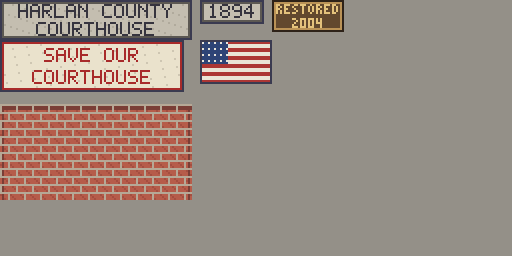 HARLAN COUNTY
COURTHOUSE
1894
RESTORED
2004
SAVE OUR
COURTHOUSE